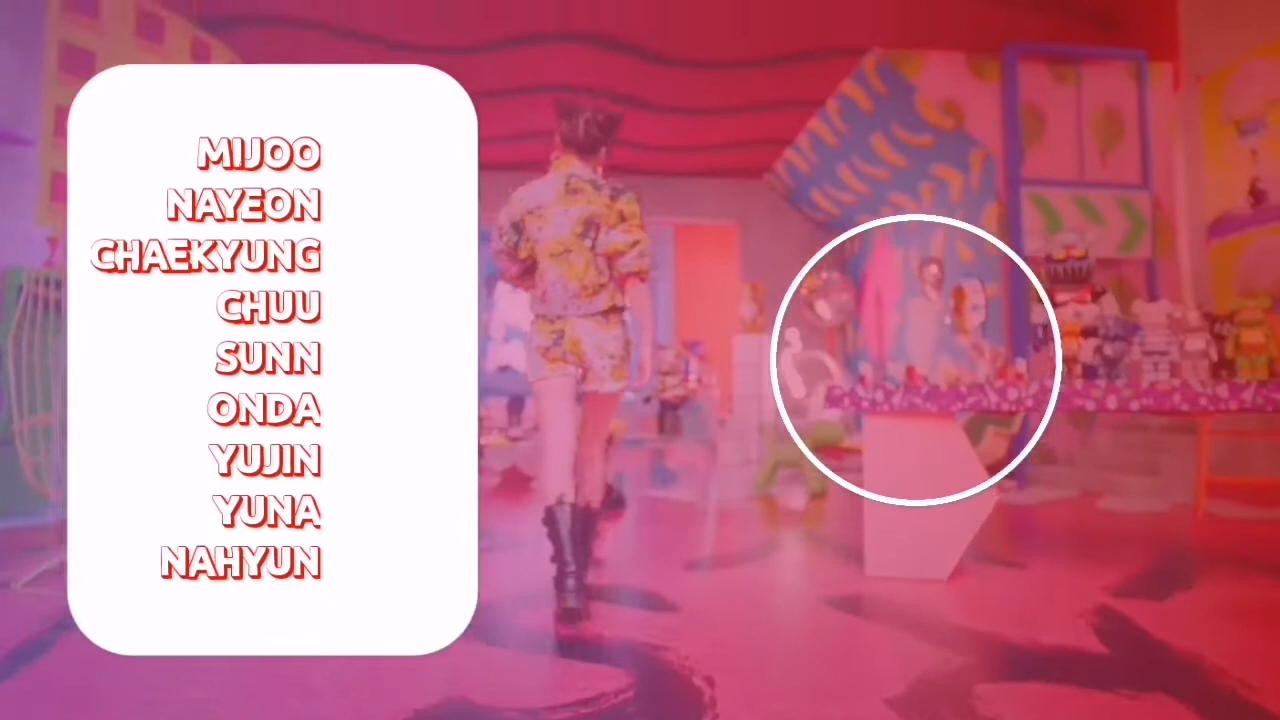 MIJOO
NAYEON
CHAEKYUNG
CHUU
SUNN
ONDA
YUJIN
YUNA
NAHYUN